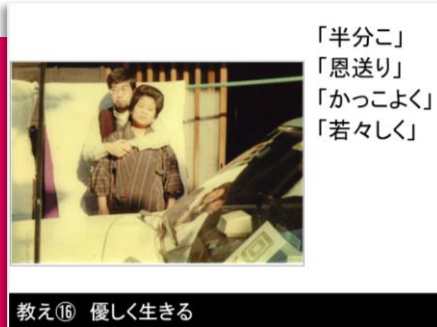 「半分こ」
「恩送り」
「かっこよく」
「若々しく」
教え⑯ 優しく生きる